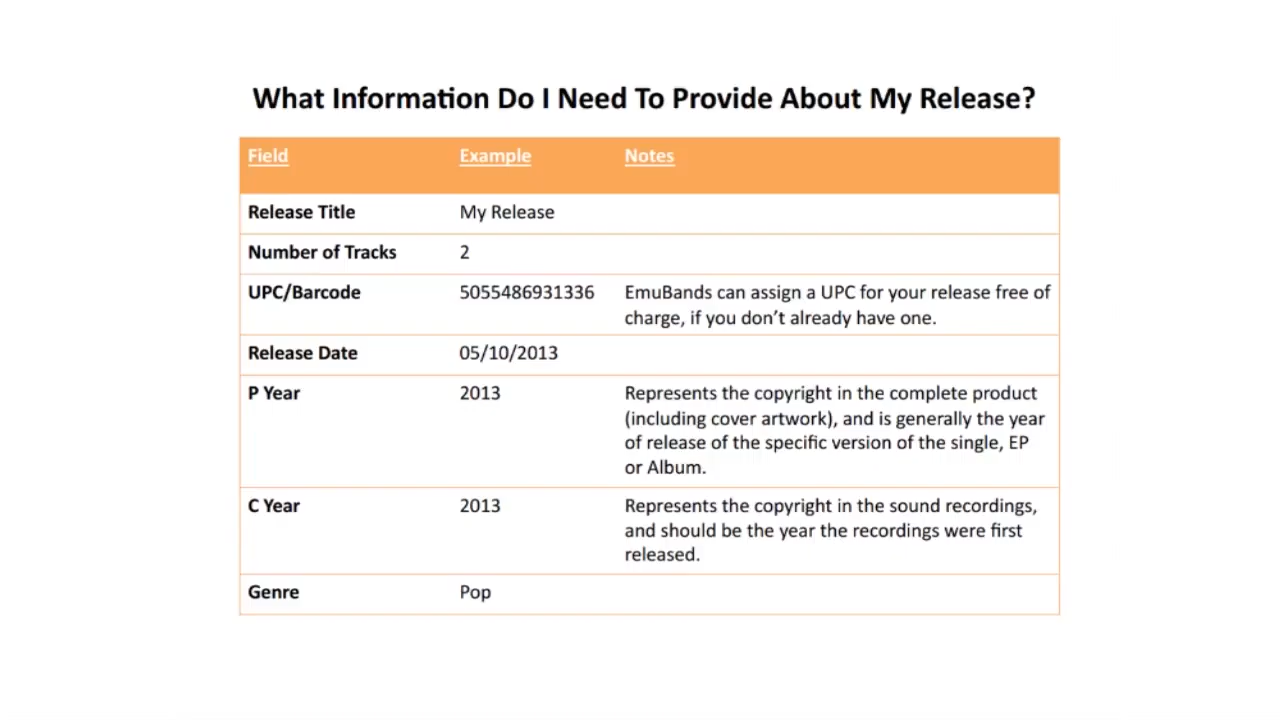 What Information Do I Need To Provide About My Release?
Field Example Notes
Release Title My Release
Number of Tracks 2
UPC/Barcode 5055486931336 EmuBands can assign a UPC for your release free of
charge, if you don’t already have one.
Release Date 05/10/2013
P Year 2013 Represents the copyright in the complete product
(including cover artwork), and is generally the year
of release of the specific version of the single, EP
or Album.
C Year 2013 Represents the copyright in the sound recordings,
and should be the year the recordings were first
released.
Genre Pop